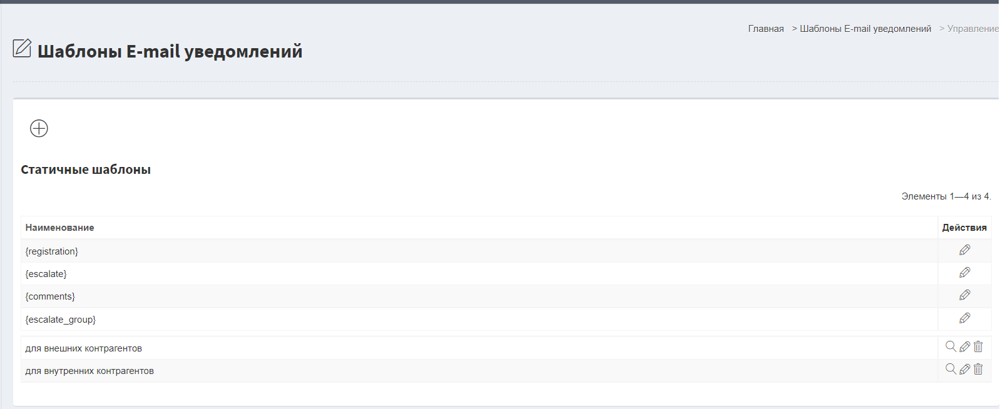 Главная > Шаблоны E-mail уведомлений > Управление
Шаблоны E-mail уведомлений
Статичные шаблоны
Элементы 1—4 из 4.
Наименование Действия
{registration}
{escalate}
{comments}
{escalate_group}
для внешних контрагентов
для внутренних контрагентов